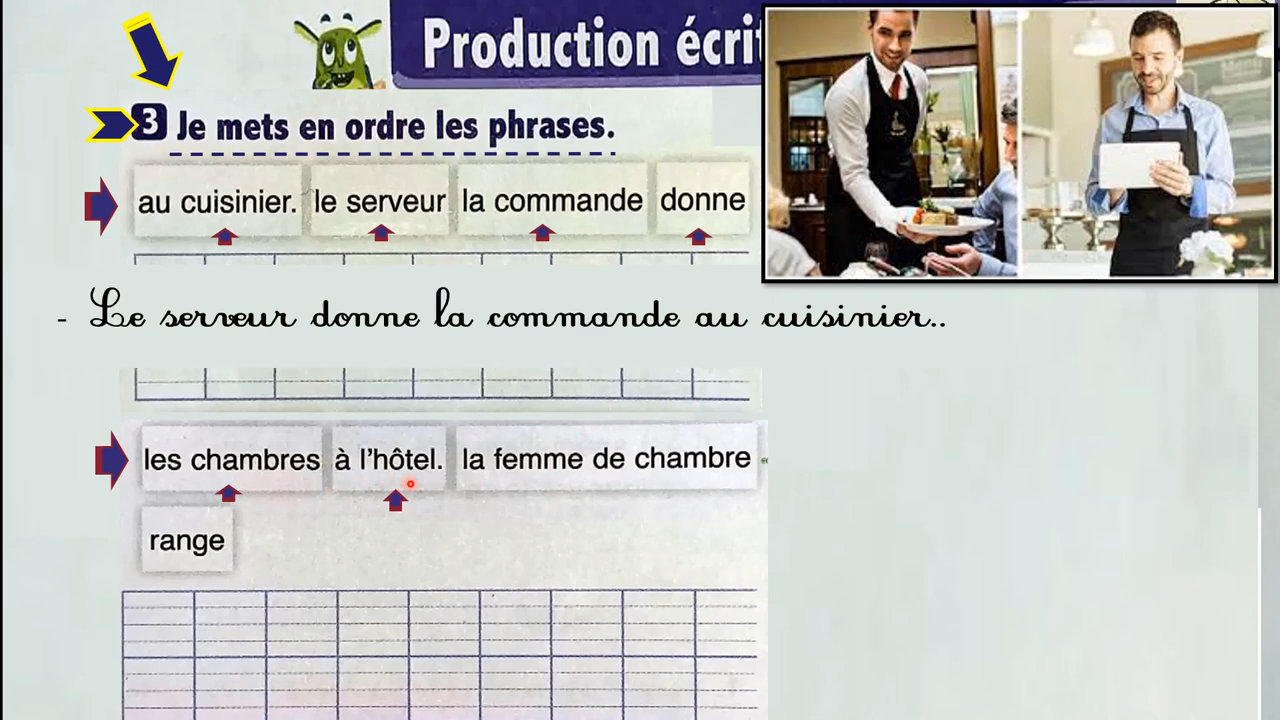 Production écri
3 Je mets en ordre les phrases.
au cuisinier. le serveur la commande donne
- Le serveur donne la commande au cuisinier..
les chambres à l'hôtel. la femme de chambre
range